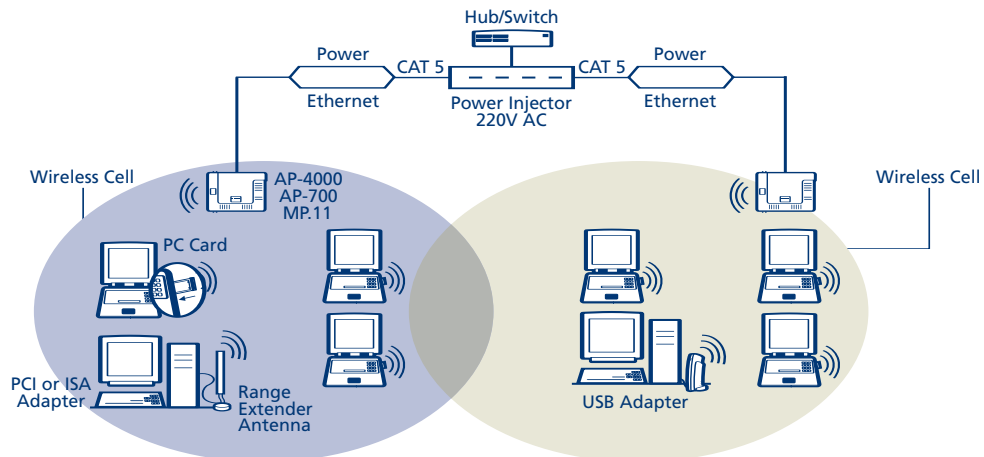 Hub/Switch
Power
Ethernet
CAT 5
Power Injector
220V AC
CAT 5
Power
Ethernet
Wireless Cell
AP-4000
AP-700
MP.11
Wireless Cell
PC Card
PCI or ISA
Adapter
Range
Extender
Antenna
USB Adapter